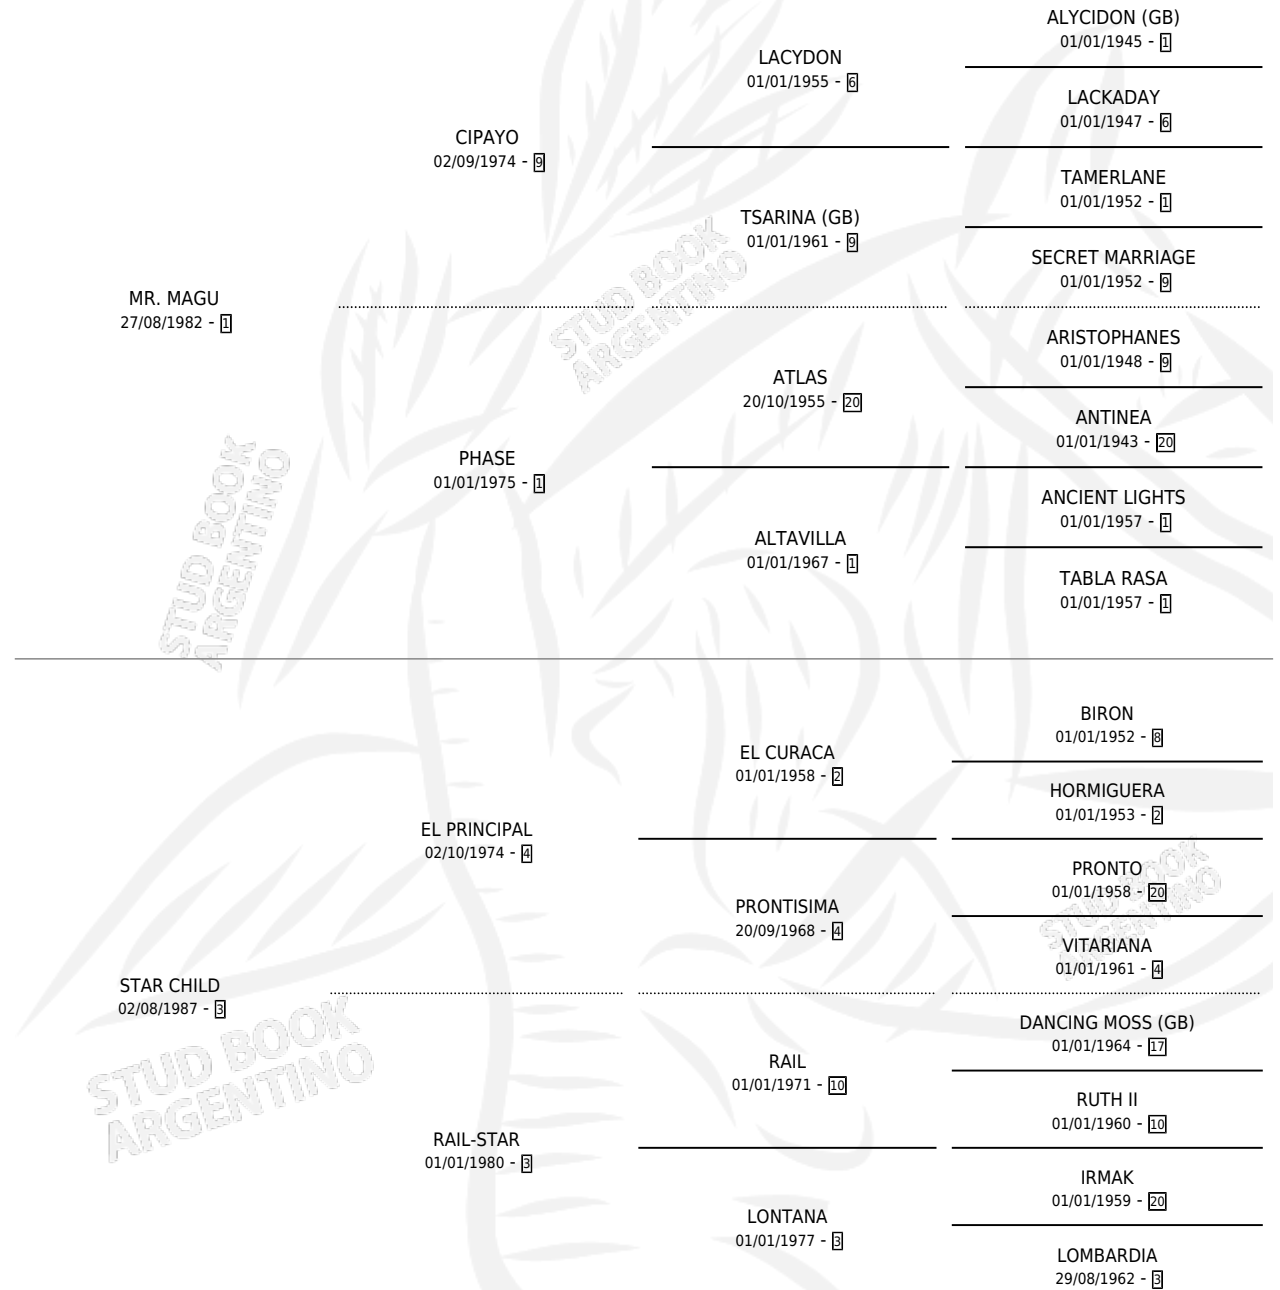 ALYCIDON (GB)
01/01/1945 - 1
LACYDON
01/01/1955 - 6
LACKADAY
01/01/1947 - 6
CIPAYO
02/09/1974 - 9
TAMERLANE
01/01/1952 - 1
TSARINA (GB)
01/01/1961 - 9
SECRET MARRIAGE
01/01/1952 - 9
MR. MAGU
27/08/1982 - 1
ARISTOPHANES
01/01/1948 - 9
ATLAS
20/10/1955 - 20
ANTINEA
01/01/1943 - 20
PHASE
01/01/1975 - 1
ANCIENT LIGHTS
01/01/1957 - 1
ALTAVILLA
01/01/1967 - 1
TABLA RASA
01/01/1957 - 1
BIRON
01/01/1952 - 8
EL CURACA
01/01/1958 - 2
HORMIGUERA
01/01/1953 - 2
EL PRINCIPAL
02/10/1974 - 4
PRONTO
01/01/1958 - 20
PRONTISIMA
20/09/1968 - 4
VITARIANA
01/01/1961 - 4
STAR CHILD
02/08/1987 - 3
DANCING MOSS (GB)
01/01/1964 - 17
RAIL
01/01/1971 - 10
RUTH II
01/01/1960 - 10
RAIL-STAR
01/01/1980 - 3
IRMAK
01/01/1959 - 20
LONTANA
01/01/1977 - 3
LOMBARDIA
29/08/1962 - 3
STUD BOOK
ARGENTINO
STUD BOOK
ARGENTINO
STUD BOOK
ARGENTINO
STUD BOOK
ARGENTINO